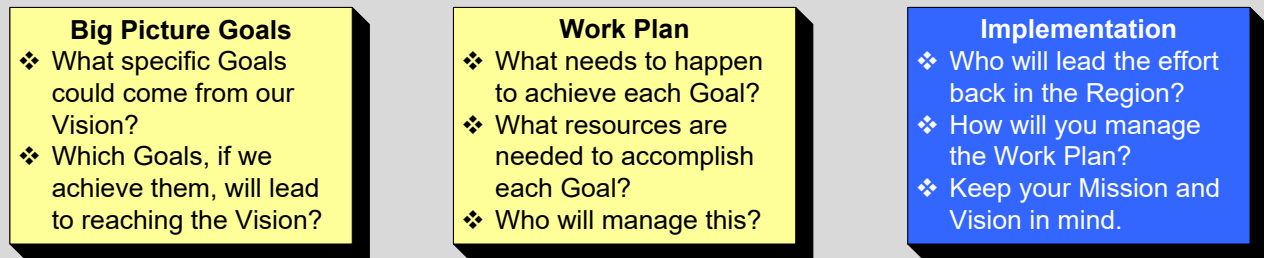 Big Picture Goals
❖ What specific Goals
could come from our
Vision?
❖ Which Goals, if we
achieve them, will lead
to reaching the Vision?
Work Plan
❖ What needs to happen
to achieve each Goal?
❖ What resources are
needed to accomplish
each Goal?
❖ Who will manage this?
Implementation
❖ Who will lead the effort
back in the Region?
❖ How will you manage
the Work Plan?
❖ Keep your Mission and
Vision in mind.